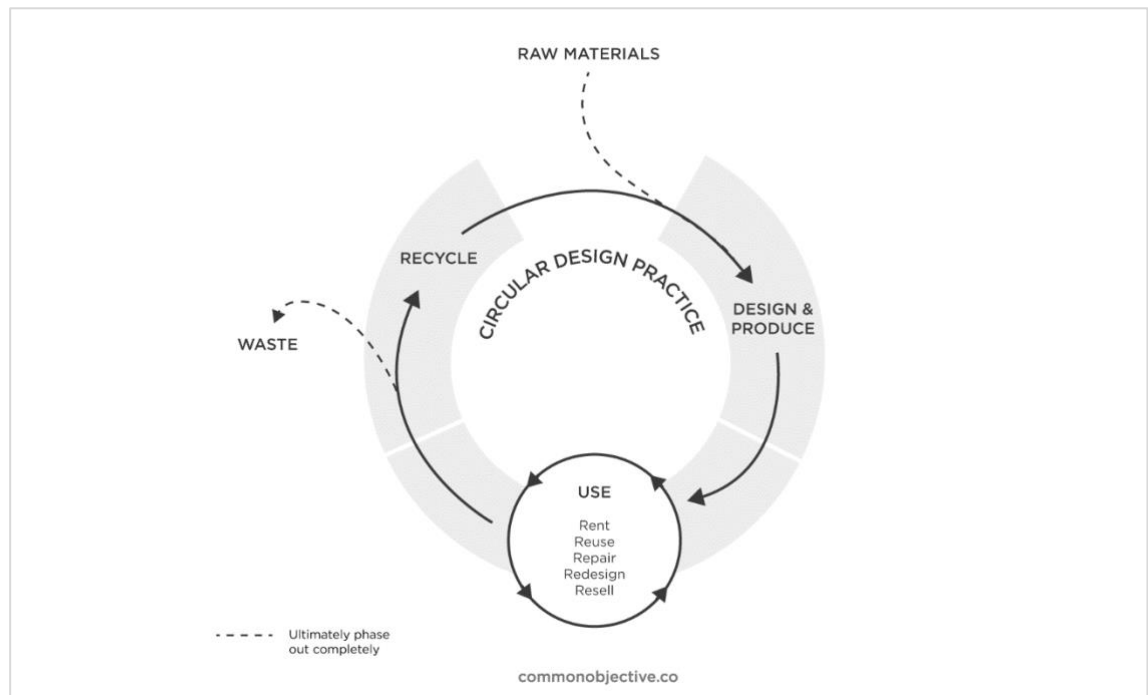 RAW MATERIALS
RECYCLE
CIRCULAR DESIGN PRACTICE
DESIGN &
PRODUCE
WASTE
USE
Rent
Reuse
Repair
Redesign
Resell
Ultimately phase
out completely
commonobjective.co